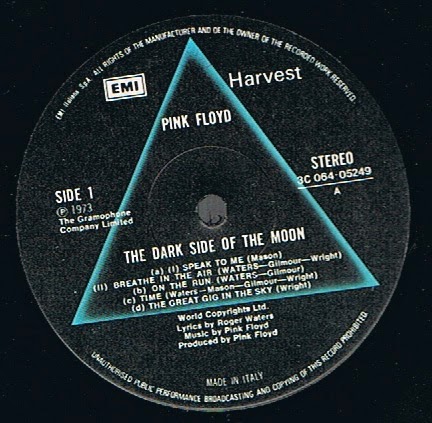 EMI Italiana S.p.A. ALL RIGHTS OF THE MANUFACTURER AND OF THE OWNER OF THE RECORDED WORK RESERVED.
EMI
Harvest
PINK FLOYD
STEREO
3C 064-05249
A
SIDE 1
Ⓟ 1973
The Gramophone
Company Limited
THE DARK SIDE OF THE MOON
(a) (I) SPEAK TO ME (Mason)
(II) BREATHE IN THE AIR (WATERS—Gilmour—Wright)
(b) ON THE RUN (WATERS—Gilmour)
(c) TIME (Waters—Mason—Gilmour—Wright)
(d) THE GREAT GIG IN THE SKY (Wright)
World Copyrights Ltd.
Lyrics by Roger Waters
Music by Pink Floyd
Produced by Pink Floyd
MADE IN ITALY
UNAUTHORISED PUBLIC PERFORMANCE BROADCASTING AND COPYING OF THIS RECORD PROHIBITED